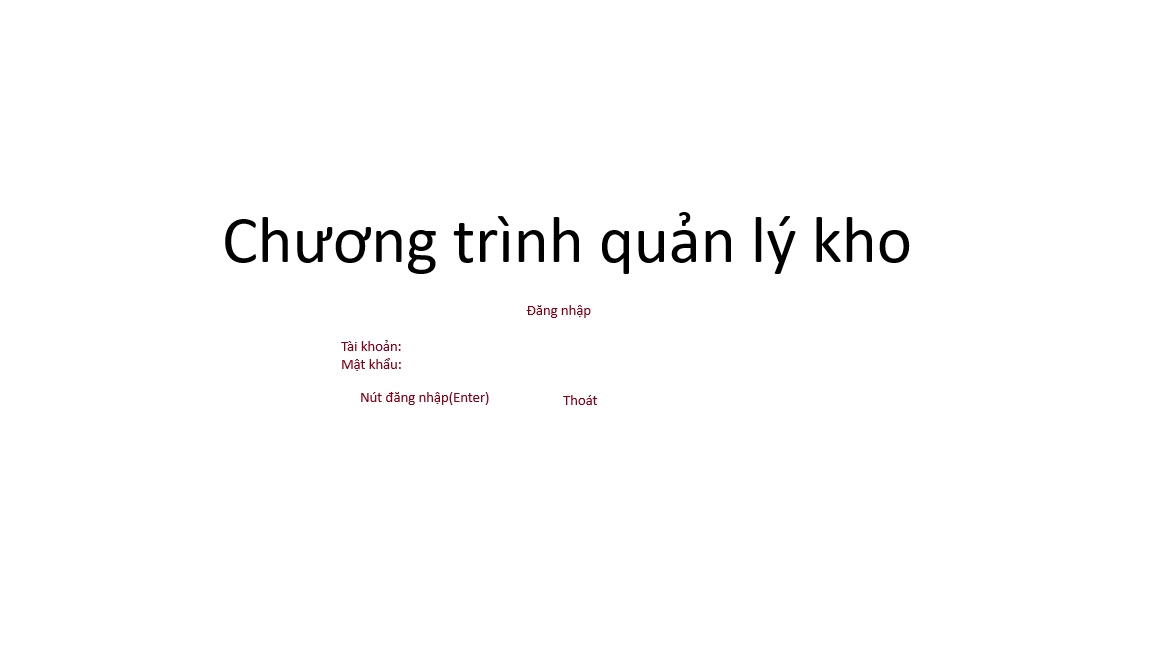 Chương trình quản lý kho
Đăng nhập
Tài khoản:
Mật khẩu:
Nút đăng nhập(Enter)
Thoát